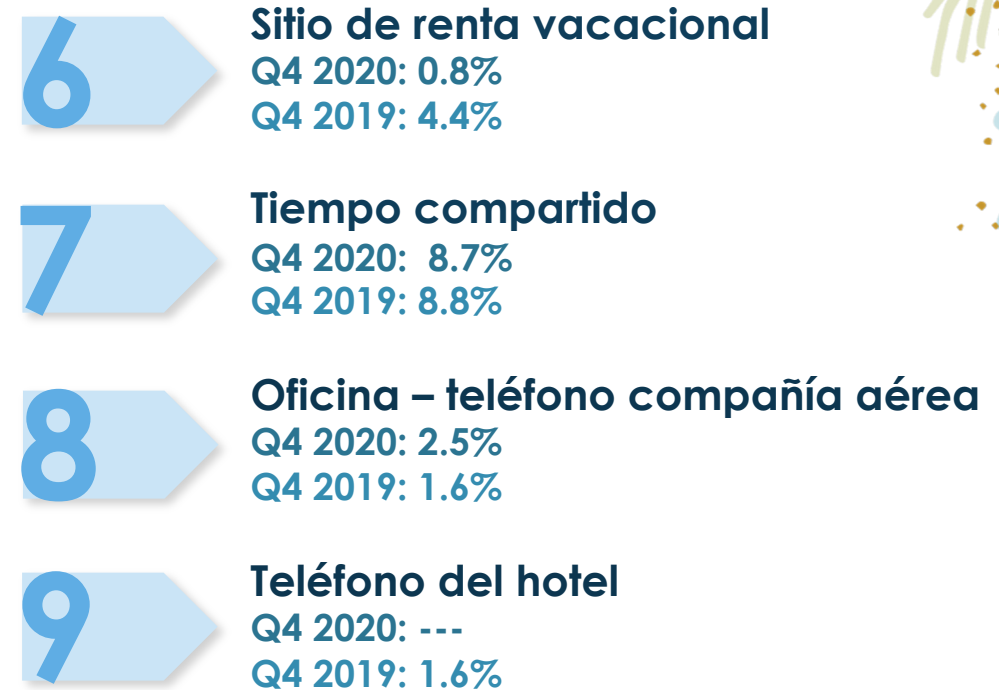 6
Sitio de renta vacacional
Q4 2020: 0.8%
Q4 2019: 4.4%
7
Tiempo compartido
Q4 2020:  8.7%
Q4 2019: 8.8%
8
Oficina – teléfono compañía aérea
Q4 2020: 2.5%
Q4 2019: 1.6%
9
Teléfono del hotel
Q4 2020: ---
Q4 2019: 1.6%